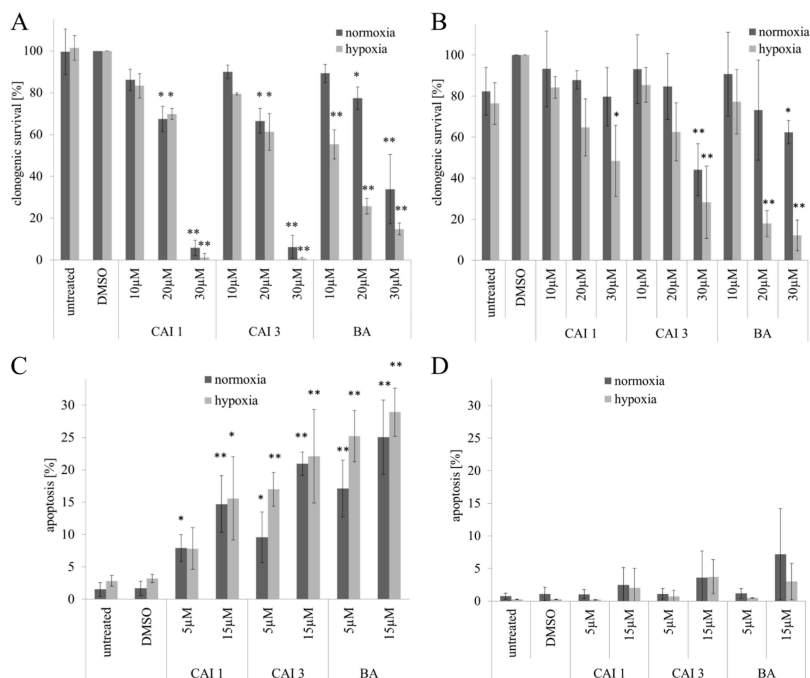 A
normoxia
hypoxia
clonogenic survival [%]
100
80
60
40
20
0
* *
** **
* *
** **
**
*
**
**
**
untreated
DMSO
10µM
20µM
30µM
10µM
20µM
30µM
10µM
20µM
30µM
CAI 1
CAI 3
BA
B
normoxia
hypoxia
clonogenic survival [%]
120
100
80
60
40
20
0
*
**
**
**
*
**
untreated
DMSO
10µM
20µM
30µM
10µM
20µM
30µM
10µM
20µM
30µM
CAI 1
CAI 3
BA
C
normoxia
hypoxia
apoptosis [%]
30
25
20
15
10
5
0
*
**
*
*
**
**
**
**
**
**
**
untreated
DMSO
5µM
15µM
5µM
15µM
5µM
15µM
CAI 1
CAI 3
BA
D
normoxia
hypoxia
apoptosis [%]
30
25
20
15
10
5
0
untreated
DMSO
5µM
15µM
5µM
15µM
5µM
15µM
CAI 1
CAI 3
BA